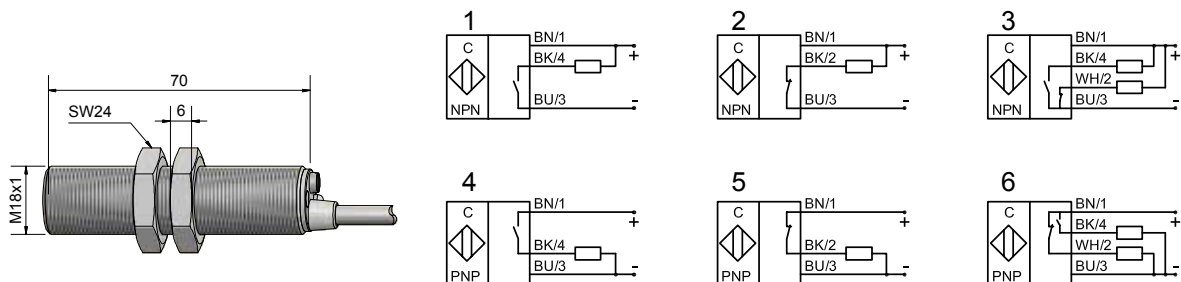 70
SW24
6
M18x1
1
C
NPN
BN/1
BK/4
BU/3
+
-
2
C
NPN
BN/1
BK/2
BU/3
+
-
3
C
NPN
BN/1
BK/4
WH/2
BU/3
+
-
4
C
PNP
BN/1
BK/4
BU/3
+
-
5
C
PNP
BN/1
BK/2
BU/3
+
-
6
C
PNP
BN/1
BK/4
WH/2
BU/3
+
-